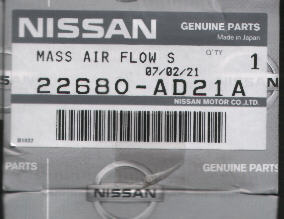 NISSAN
GENUINE PARTS
Made in Japan
MASS AIR FLOW S
Q'TY
1
07/02/21
22680-AD21A
NISSAN MOTOR CO.,LTD.
PARTS
GENUINE PARTS
NISSAN